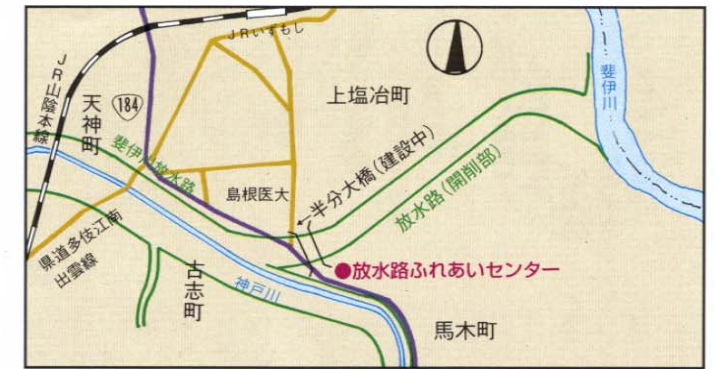 JRいずもし
JR山陰本線
天神町
184
上塩冶町
斐伊川
斐伊川放水路
島根医大
半分大橋(建設中)
放水路(開削部)
県道多伎江南
出雲線
古志町
神戸川
●放水路ふれあいセンター
馬木町